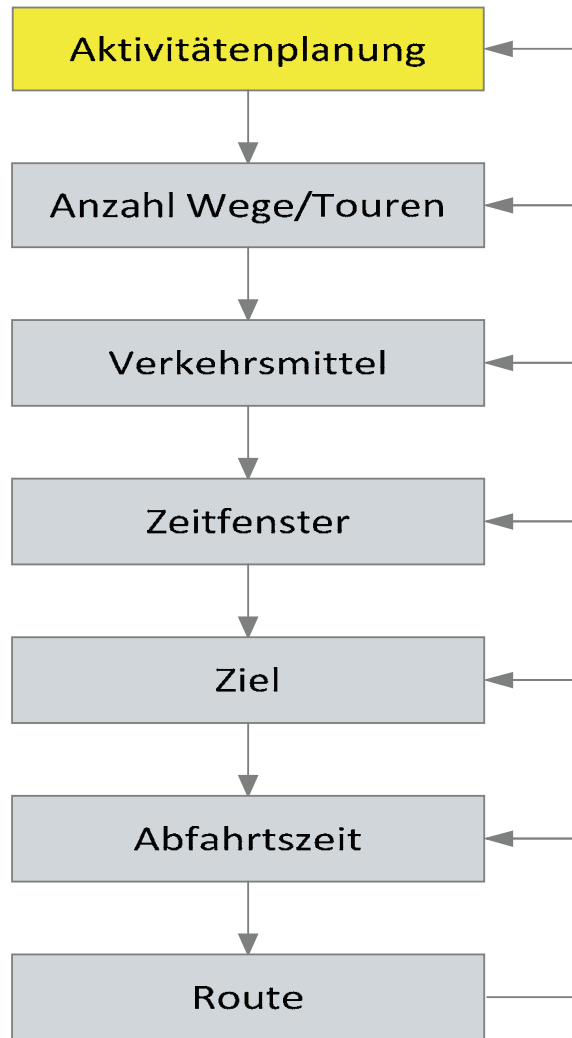 Aktivitätenplanung
Anzahl Wege/Touren
Verkehrsmittel
Zeitfenster
Ziel
Abfahrtszeit
Route